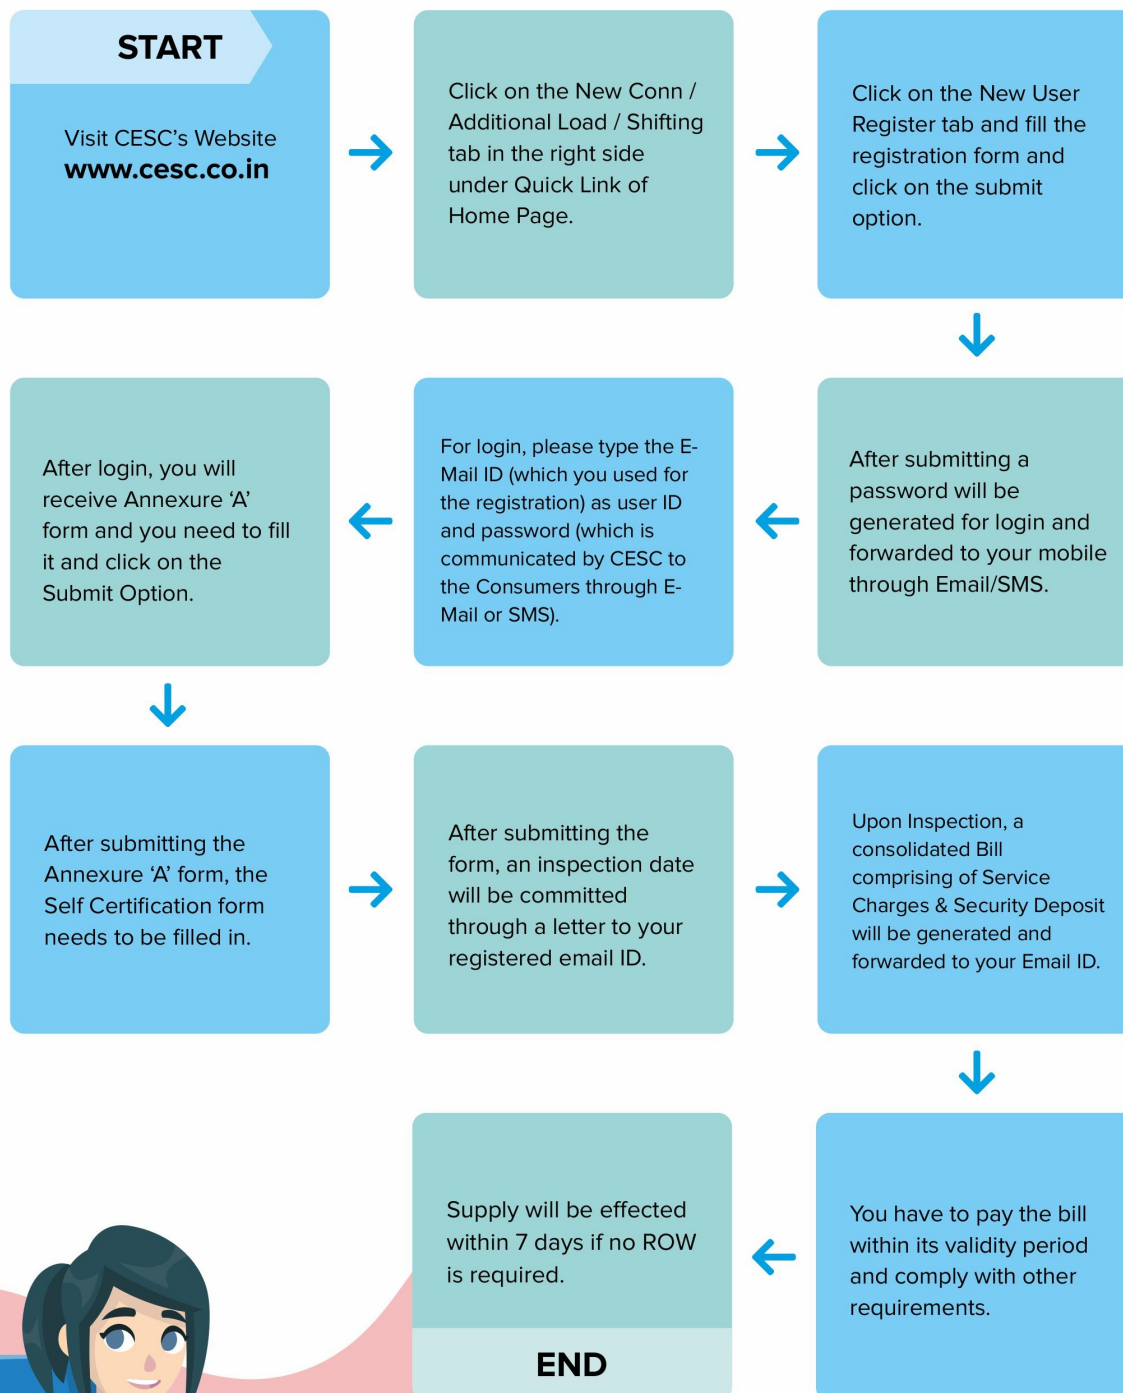 START
Visit CESC’s Website
www.cesc.co.in
Click on the New Conn /
Additional Load / Shifting
tab in the right side
under Quick Link of
Home Page.
Click on the New User
Register tab and fill the
registration form and
click on the submit
option.
After submitting a
password will be
generated for login and
forwarded to your mobile
through Email/SMS.
For login, please type the E-
Mail ID (which you used for
the registration) as user ID
and password (which is
communicated by CESC to
the Consumers through E-
Mail or SMS).
After login, you will
receive Annexure ‘A’
form and you need to fill
it and click on the
Submit Option.
After submitting the
Annexure ‘A’ form, the
Self Certification form
needs to be filled in.
After submitting the
form, an inspection date
will be committed
through a letter to your
registered email ID.
Upon Inspection, a
consolidated Bill
comprising of Service
Charges & Security Deposit
will be generated and
forwarded to your Email ID.
You have to pay the bill
within its validity period
and comply with other
requirements.
Supply will be effected
within 7 days if no ROW
is required.
END